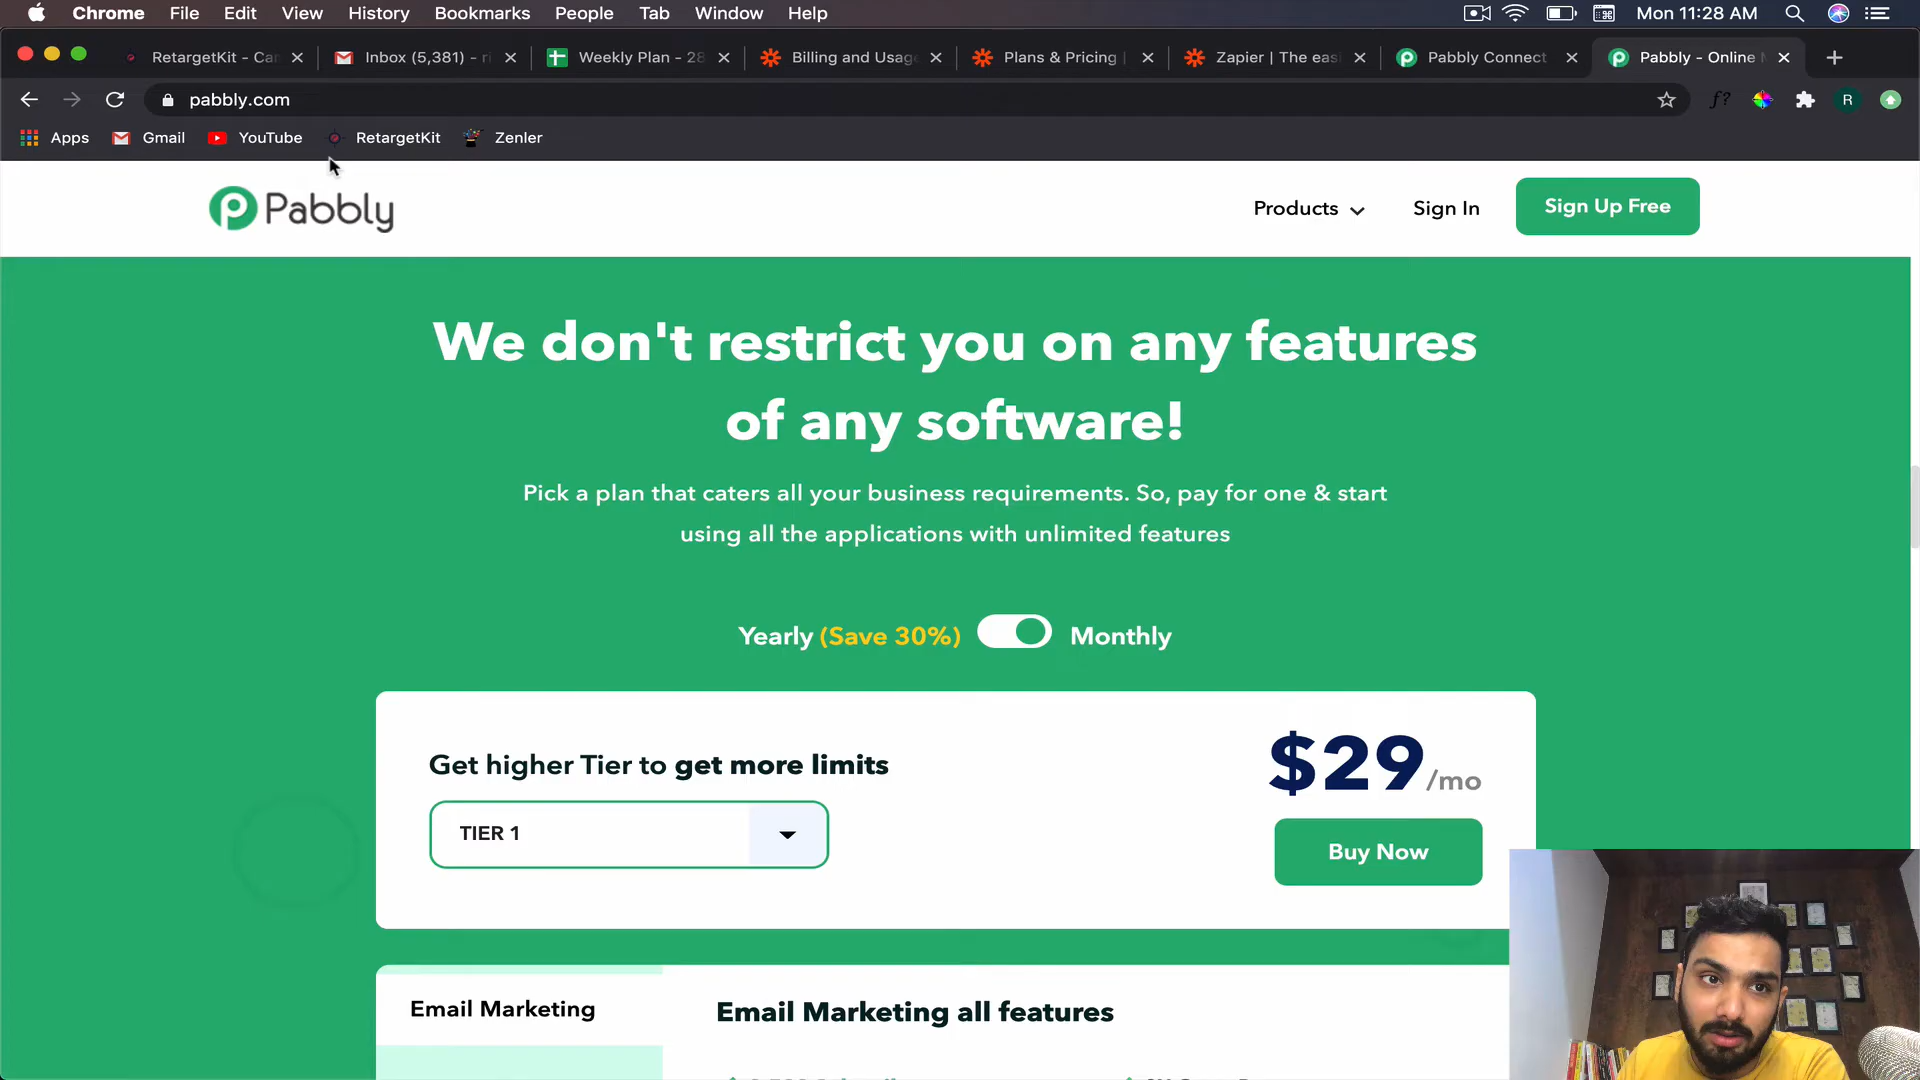 Chrome File Edit View History Bookmarks People Tab Window Help Mon 11:28 AM
RetargetKit - Can Inbox (5,381) - ri Weekly Plan - 28 Billing and Usage Plans & Pricing | Zapier | The easi Pabbly Connect Pabbly - Online M
pabbly.com f? R
Apps Gmail YouTube RetargetKit Zenler
Pabbly Products Sign In Sign Up Free
We don't restrict you on any features
of any software!
Pick a plan that caters all your business requirements. So, pay for one & start
using all the applications with unlimited features
Yearly (Save 30%) Monthly
Get higher Tier to get more limits
$29/mo
TIER 1
Buy Now
Email Marketing
Email Marketing all features